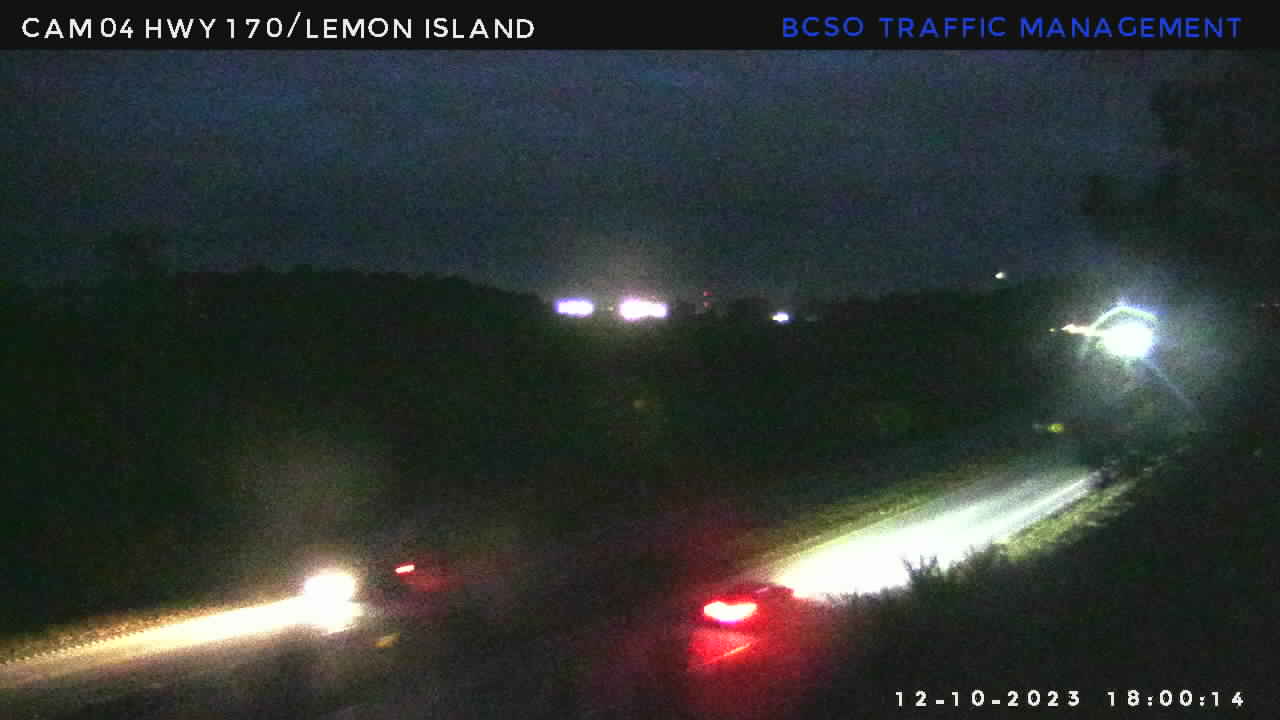 CAM04 HWY 170/LEMON ISLAND
BCSO TRAFFIC MANAGEMENT
12-10-2023 18:00:14